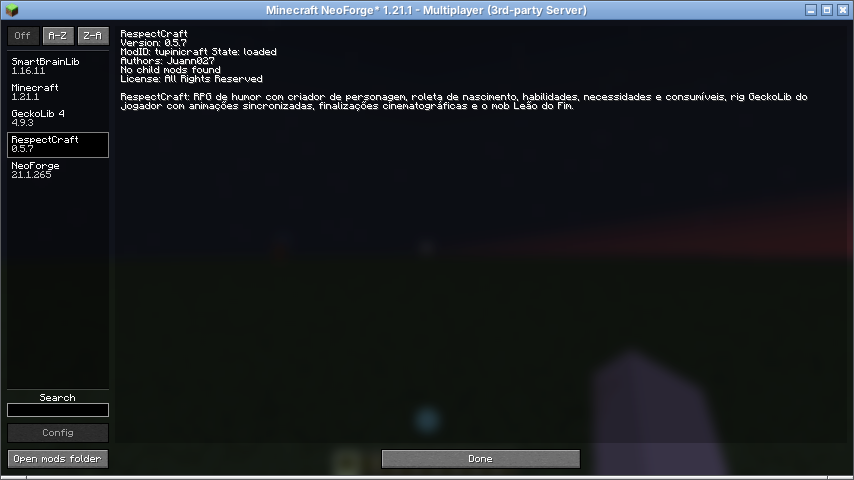 Minecraft NeoForge* 1.21.1 - Multiplayer (3rd-party Server)
Off A-Z Z-A
SmartBrainLib
1.16.11
Minecraft
1.21.1
GeckoLib 4
4.9.3
RespectCraft
0.5.7
NeoForge
21.1.265
Search
Config
Open mods folder
RespectCraft
Version: 0.5.7
ModID: tupinicraft State: loaded
Authors: Juann027
No child mods found
License: All Rights Reserved
RespectCraft: RPG de humor com criador de personagem, roleta de nascimento, habilidades, necessidades e consumíveis, rig GeckoLib do
jogador com animações sincronizadas, finalizações cinematográficas e o mob Leão do Fim.
Done